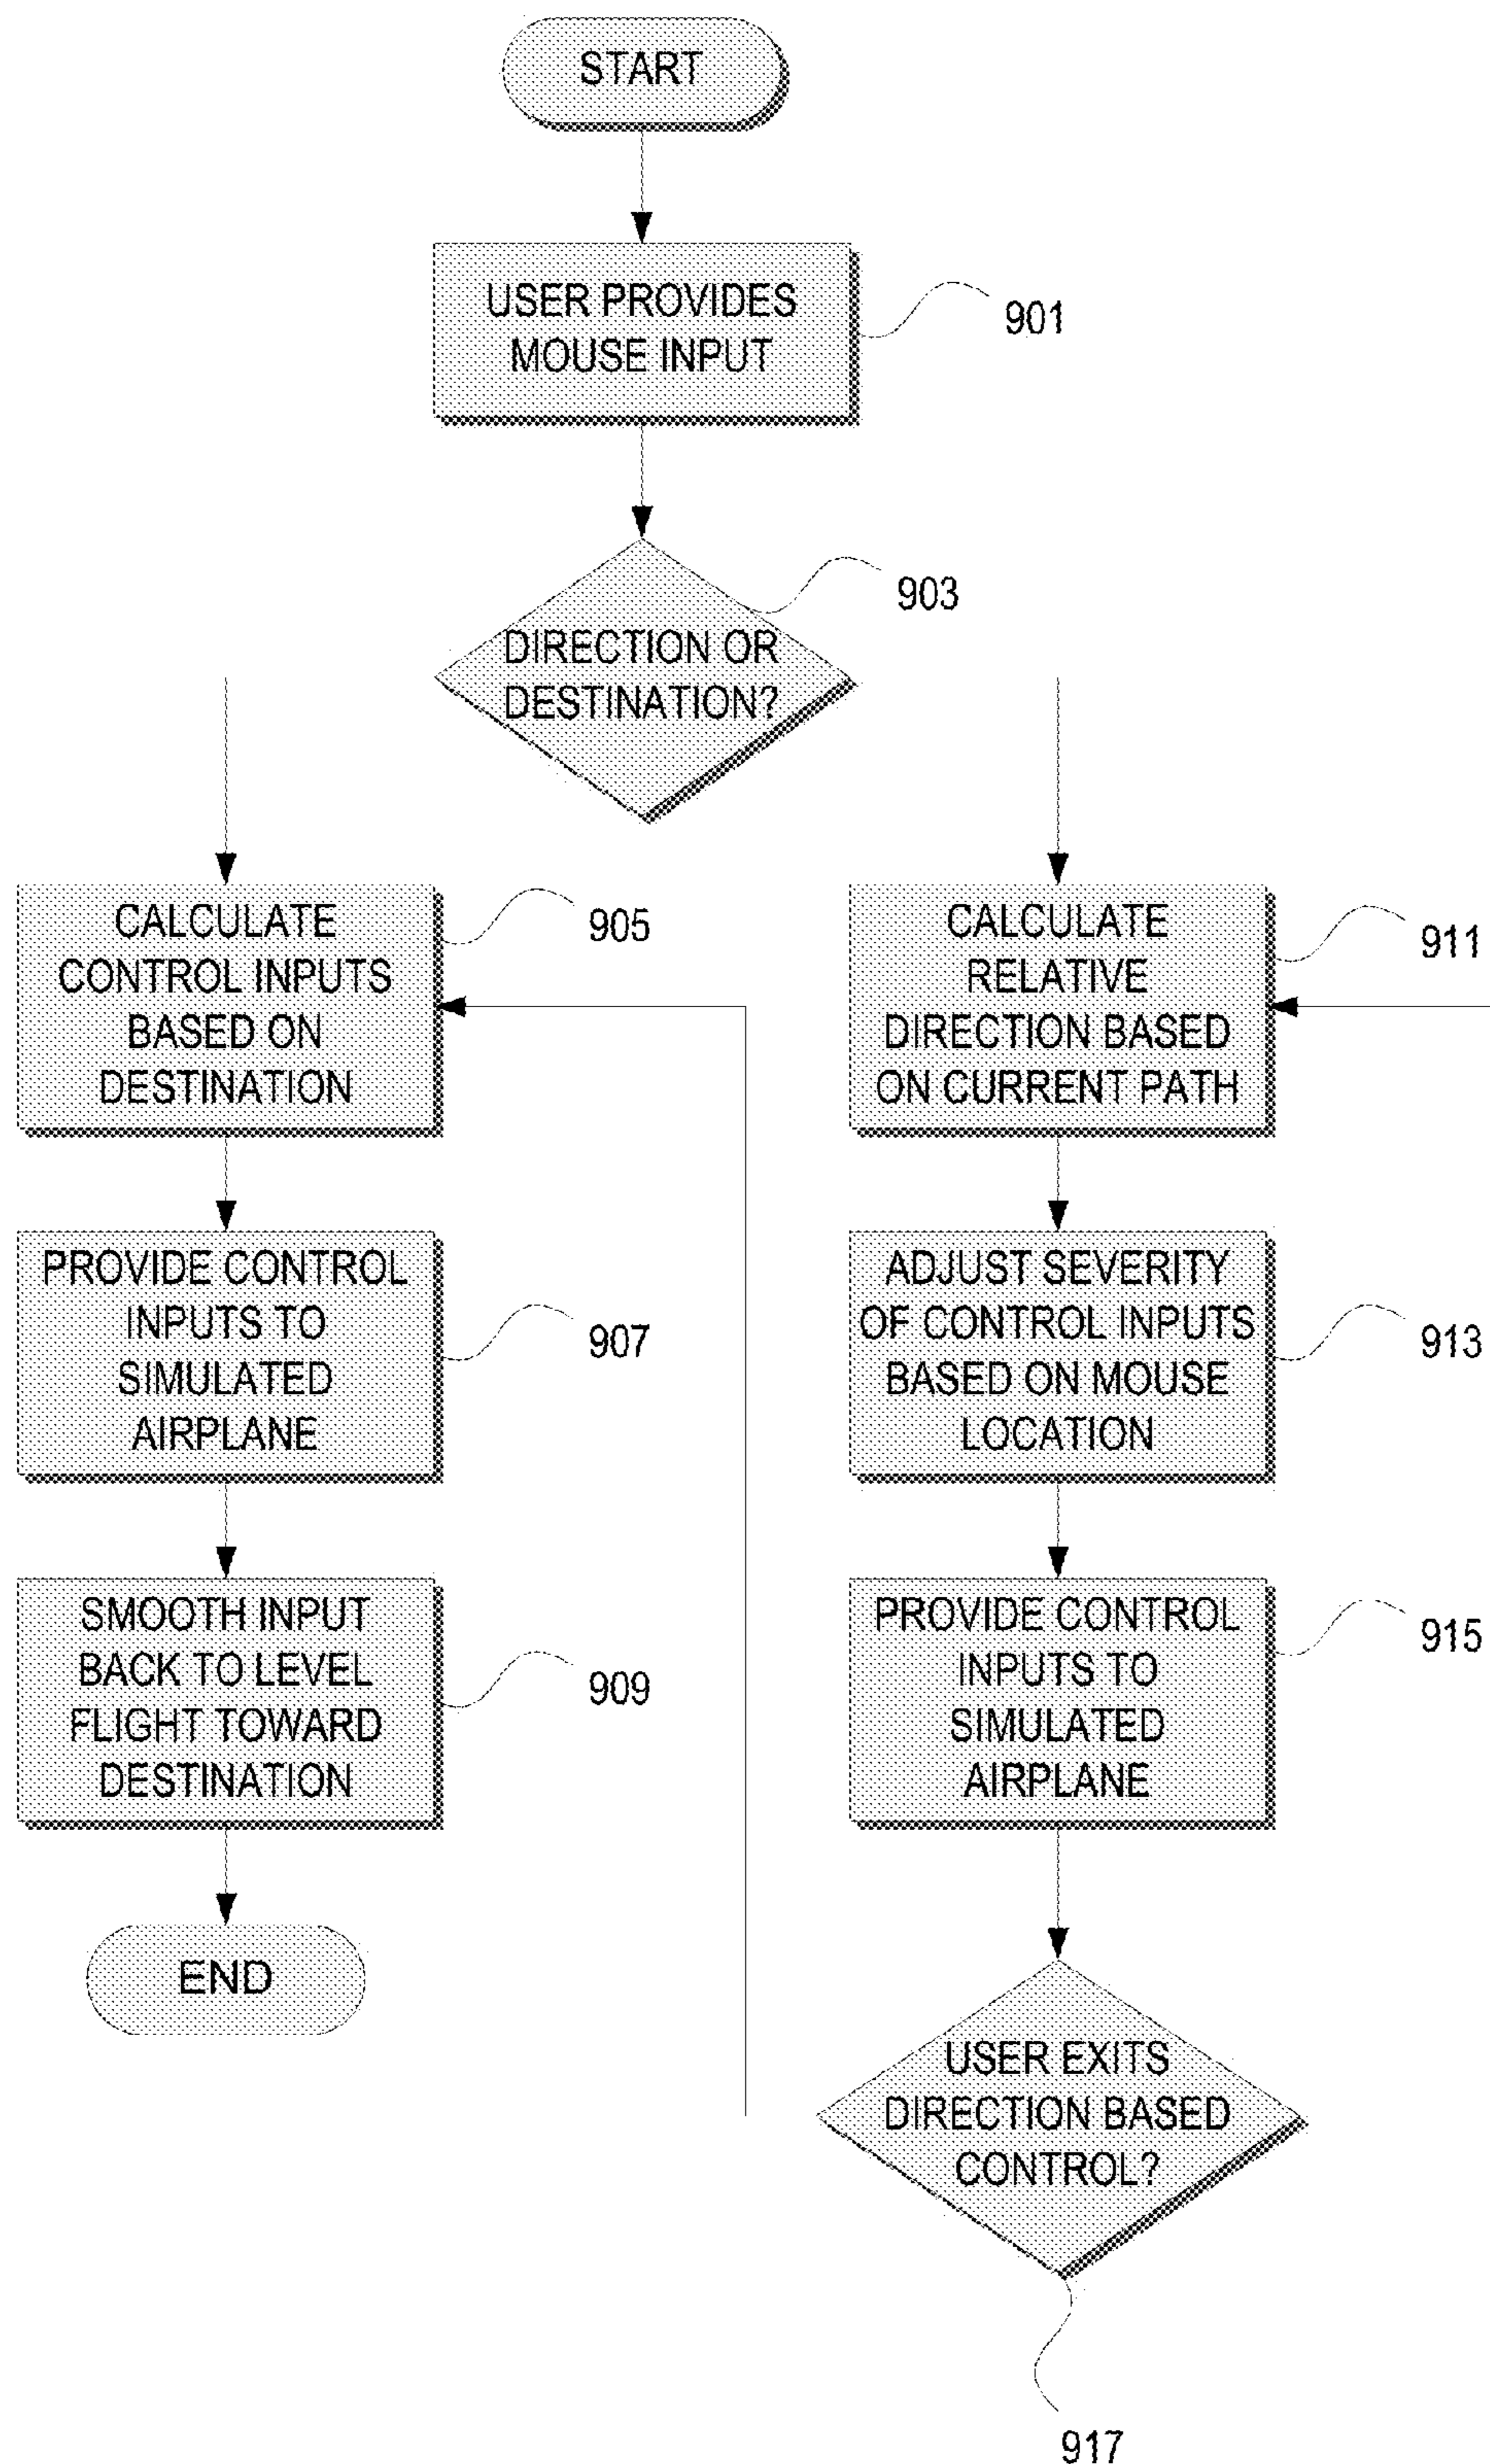 START
USER PROVIDES
MOUSE INPUT
901
DIRECTION OR
DESTINATION?
903
CALCULATE
CONTROL INPUTS
BASED ON
DESTINATION
905
PROVIDE CONTROL
INPUTS TO
SIMULATED
AIRPLANE
907
SMOOTH INPUT
BACK TO LEVEL
FLIGHT TOWARD
DESTINATION
909
END
CALCULATE
RELATIVE
DIRECTION BASED
ON CURRENT PATH
911
ADJUST SEVERITY
OF CONTROL INPUTS
BASED ON MOUSE
LOCATION
913
PROVIDE CONTROL
INPUTS TO
SIMULATED
AIRPLANE
915
USER EXITS
DIRECTION BASED
CONTROL?
917